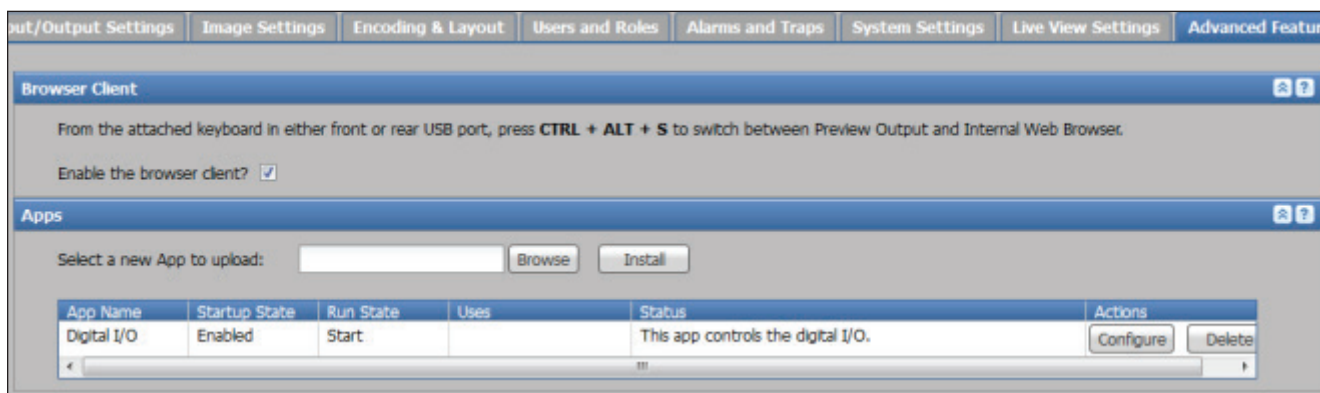 out/Output Settings Image Settings Encoding & Layout Users and Roles Alarms and Traps System Settings Live View Settings Advanced Featur
Browser Client
From the attached keyboard in either front or rear USB port, press CTRL + ALT + S to switch between Preview Output and Internal Web Browser.
Enable the browser client?
Apps
Select a new App to upload: Browse Install
App Name Startup State Run State Uses Status Actions
Digital I/O Enabled Start This app controls the digital I/O. Configure Delete